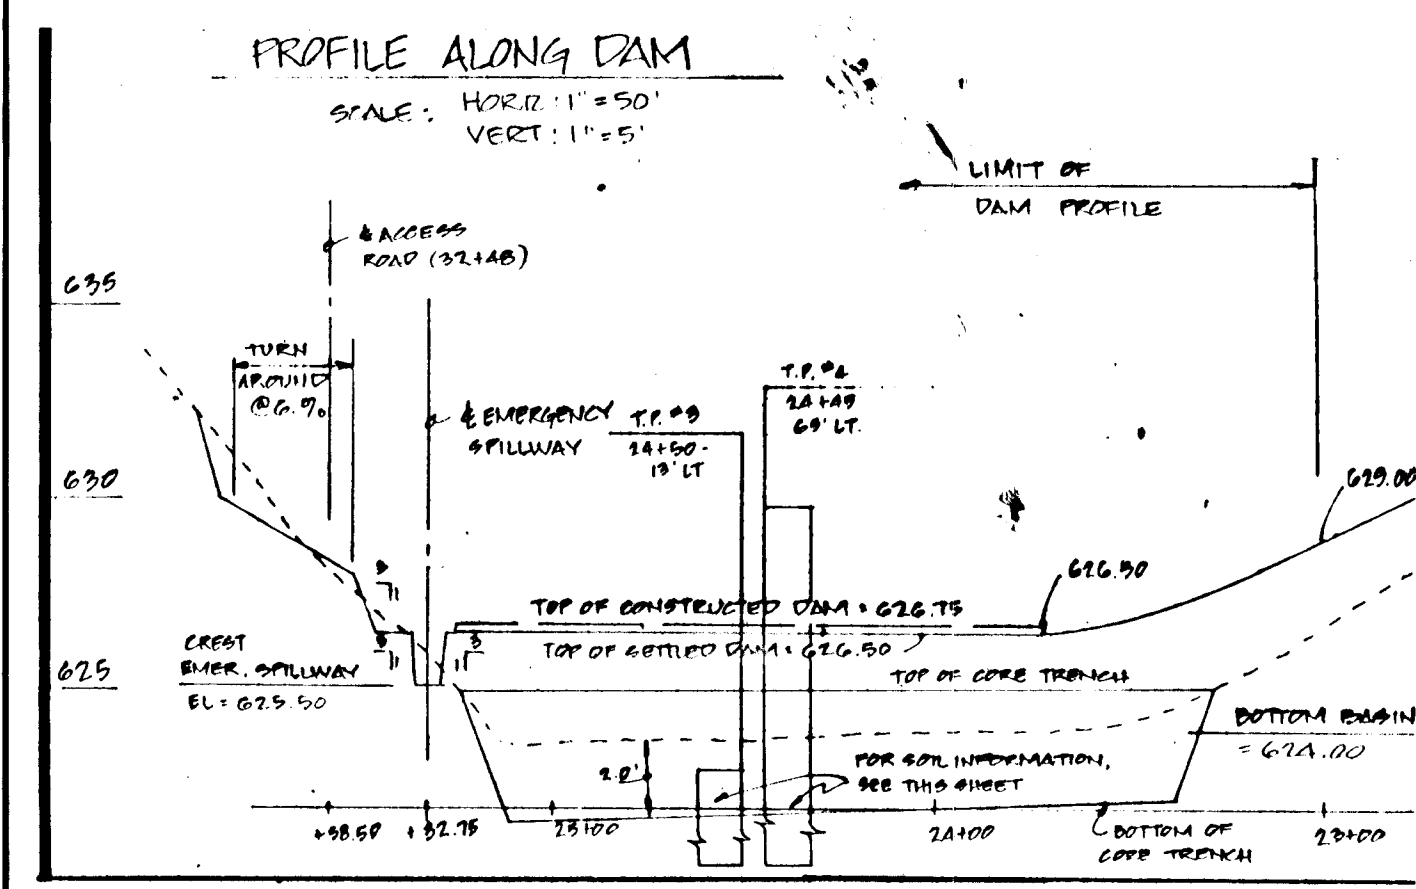 PROFILE ALONG DAM
SCALE: HORIZ: 1" = 50'
VERT: 1" = 5'
LIMIT OF
DAM PROFILE
℄ ACCESS
ROAD (32+48)
635
TURN
AROUND
@ 6.%
℄ EMERGENCY
SPILLWAY
T.P. #3
24+50-
13' LT
T.P. #4
24+49
69' LT.
630
629.00
626.50
TOP OF CONSTRUCTED DAM = 626.75
TOP OF SETTLED DAM = 626.50
3
1
3
1
3
1
CREST
EMER. SPILLWAY
EL = 625.50
625
TOP OF CORE TRENCH
BOTTOM BASIN
= 624.00
2.0'
FOR SOIL INFORMATION,
SEE THIS SHEET
+58.50
+32.75
25+00
24+00
BOTTOM OF
CORE TRENCH
23+00